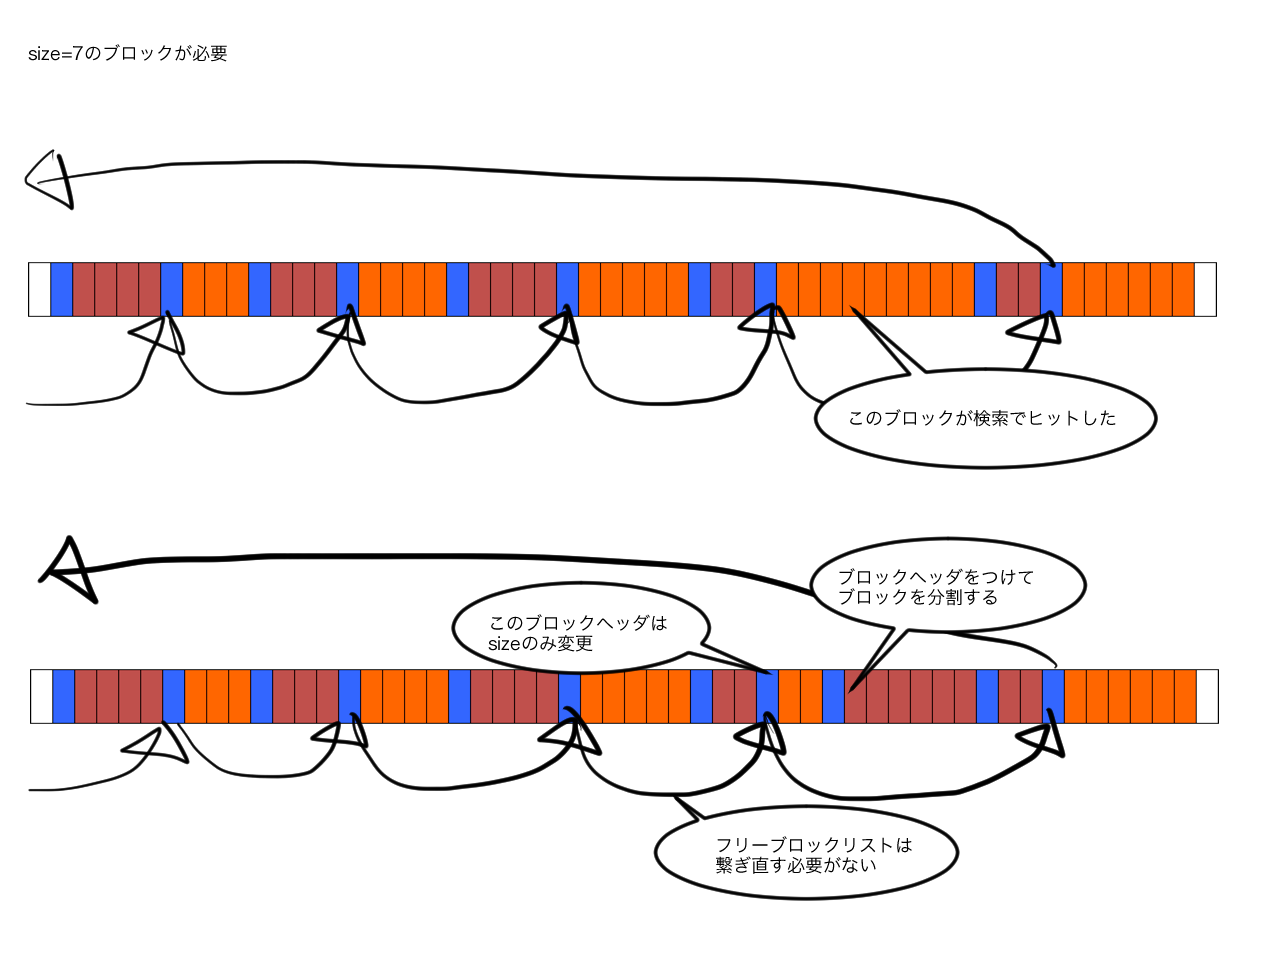 size=7のブロックが必要
このブロックが検索でヒットした
ブロックヘッダをつけて
ブロックを分割する
このブロックヘッダは
sizeのみ変更
フリーブロックリストは
繋ぎ直す必要がない